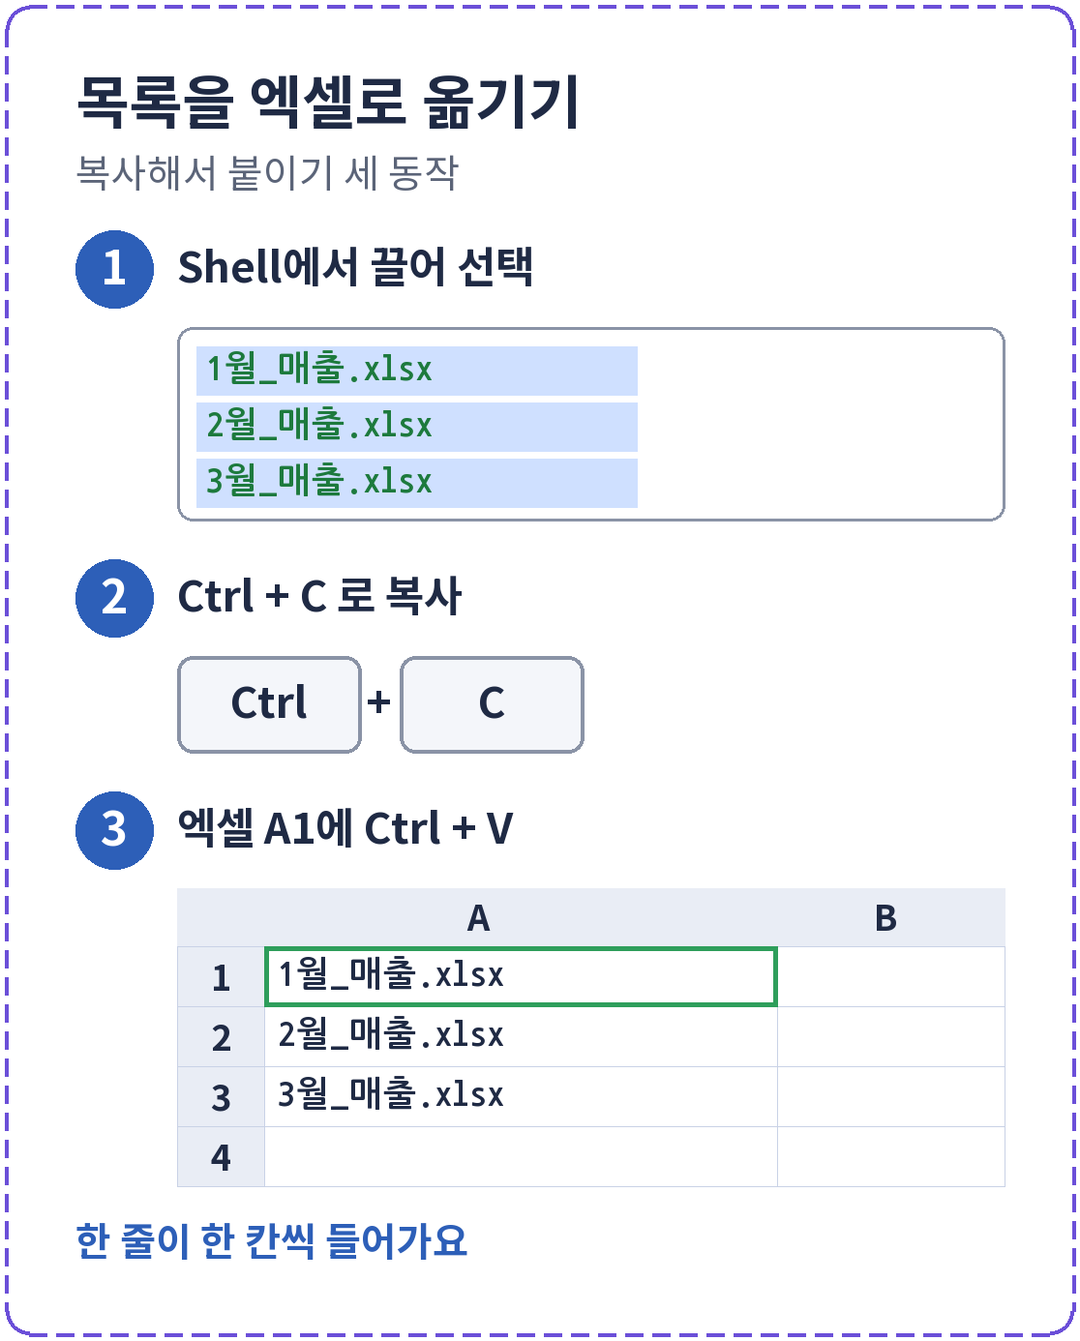 목록을 엑셀로 옮기기
복사해서 붙이기 세 동작
1 Shell에서 끌어 선택
1월_매출.xlsx
2월_매출.xlsx
3월_매출.xlsx
2 Ctrl + C 로 복사
Ctrl + C
3 엑셀 A1에 Ctrl + V
A B
1 1월_매출.xlsx
2 2월_매출.xlsx
3 3월_매출.xlsx
4
한 줄이 한 칸씩 들어가요